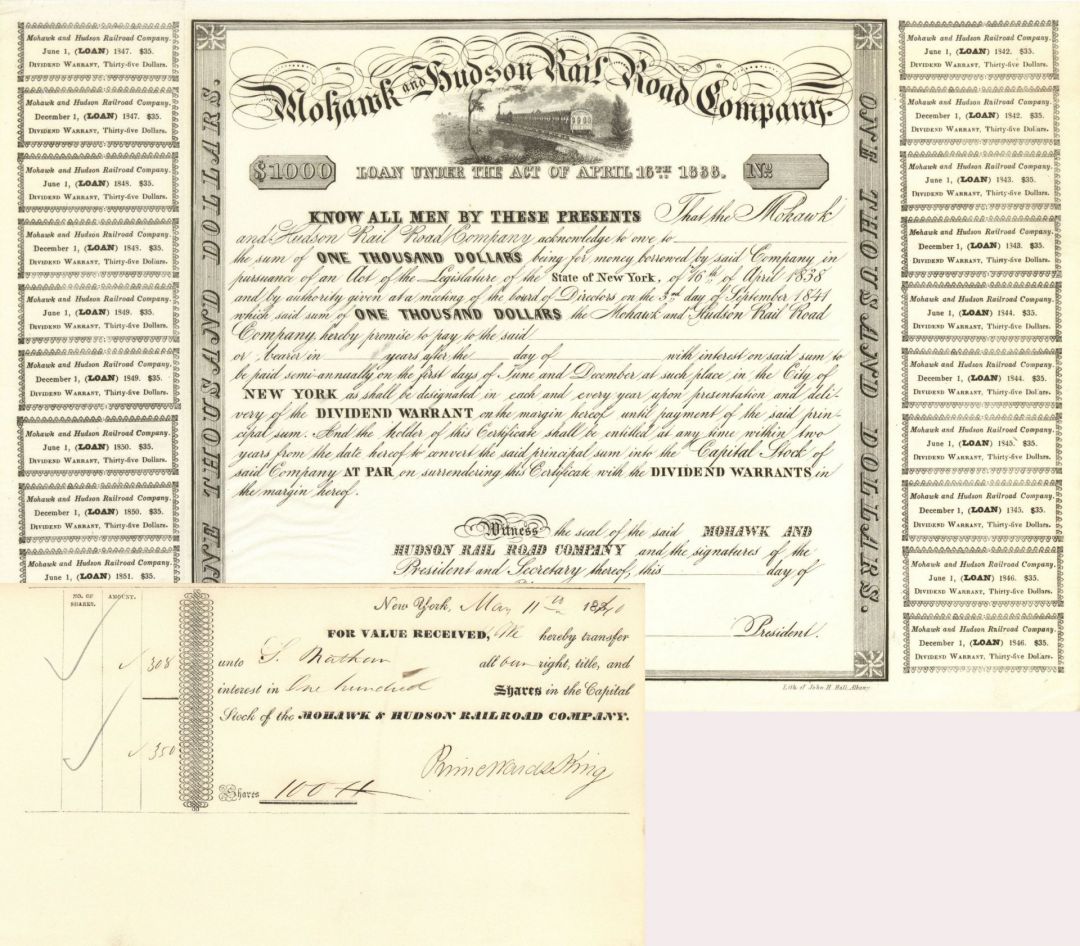 Mohawk and Hudson Railroad Company.
June 1, (LOAN) 1847. $35.
DIVIDEND WARRANT, Thirty-five Dollars.
Mohawk and Hudson Railroad Company.
December 1, (LOAN) 1847. $35.
DIVIDEND WARRANT, Thirty-five Dollars.
Mohawk and Hudson Railroad Company.
June 1, (LOAN) 1848. $35.
DIVIDEND WARRANT, Thirty-five Dollars.
Mohawk and Hudson Railroad Company.
December 1, (LOAN) 1848. $35.
DIVIDEND WARRANT, Thirty-five Dollars.
Mohawk and Hudson Railroad Company.
June 1, (LOAN) 1849. $35.
DIVIDEND WARRANT, Thirty-five Dollars.
Mohawk and Hudson Railroad Company.
December 1, (LOAN) 1849. $35.
DIVIDEND WARRANT, Thirty-five Dollars.
Mohawk and Hudson Railroad Company.
June 1, (LOAN) 1850. $35.
DIVIDEND WARRANT, Thirty-five Dollars.
Mohawk and Hudson Railroad Company.
December 1, (LOAN) 1850. $35.
DIVIDEND WARRANT, Thirty-five Dollars.
Mohawk and Hudson Railroad Company.
June 1, (LOAN) 1851. $35.
ONE THOUSAND DOLLARS.
Mohawk and Hudson Rail Road Company.
$1000
LOAN UNDER THE ACT OF APRIL 16TH 1838.
No.
KNOW ALL MEN BY THESE PRESENTS That the Mohawk
and Hudson Rail Road Company acknowledge to owe to
the sum of ONE THOUSAND DOLLARS being for money borrowed by said Company in
pursuance of an Act of the Legislature of the State of New York, of 16th of April 1838
and by authority given at a meeting of the board of Directors on the 3rd day of September 1841
which said sum of ONE THOUSAND DOLLARS the Mohawk and Hudson Rail Road
Company hereby promise to pay to the said
or bearer in years after the day of with interest on said sum to
be paid semi-annually on the first days of June and December at such place in the City of
NEW YORK as shall be designated in each and every year upon presentation and deli-
very of the DIVIDEND WARRANT on the margin hereof until payment of the said prin-
cipal sum. And the holder of this Certificate shall be entitled at any time within two
years from the date hereof to convert the said principal sum into the Capital Stock of
said Company AT PAR on surrendering this Certificate with the DIVIDEND WARRANTS in
the margin hereof.
Witness the seal of the said MOHAWK AND
HUDSON RAIL ROAD COMPANY and the signatures of the
President and Secretary thereof, this day of
President.
Lith of John H. Hall, Albany
ONE THOUSAND DOLLARS.
Mohawk and Hudson Railroad Company.
June 1, (LOAN) 1842. $35.
DIVIDEND WARRANT, Thirty-five Dollars.
Mohawk and Hudson Railroad Company.
December 1, (LOAN) 1842. $35.
DIVIDEND WARRANT, Thirty-five Dollars.
Mohawk and Hudson Railroad Company.
June 1, (LOAN) 1843. $35.
DIVIDEND WARRANT, Thirty-five Dollars.
Mohawk and Hudson Railroad Company.
December 1, (LOAN) 1843. $35.
DIVIDEND WARRANT, Thirty-five Dollars.
Mohawk and Hudson Railroad Company.
June 1, (LOAN) 1844. $35.
DIVIDEND WARRANT, Thirty-five Dollars.
Mohawk and Hudson Railroad Company.
December 1, (LOAN) 1844. $35.
DIVIDEND WARRANT, Thirty-five Dollars.
Mohawk and Hudson Railroad Company.
June 1, (LOAN) 1845. $35.
DIVIDEND WARRANT, Thirty-five Dollars.
Mohawk and Hudson Railroad Company.
December 1, (LOAN) 1845. $35.
DIVIDEND WARRANT, Thirty-five Dollars.
Mohawk and Hudson Railroad Company.
June 1, (LOAN) 1846. $35.
DIVIDEND WARRANT, Thirty-five Dollars.
Mohawk and Hudson Railroad Company.
December 1, (LOAN) 1846. $35.
DIVIDEND WARRANT, Thirty-five Dollars.
NO. OF SHARES. AMOUNT.
308
350
New York, May 11th 1840
FOR VALUE RECEIVED, We hereby transfer
unto all our right, title, and
interest in One hundred Shares in the Capital
Stock of the MOHAWK & HUDSON RAILROAD COMPANY.
Prime Ward & King
Shares 100